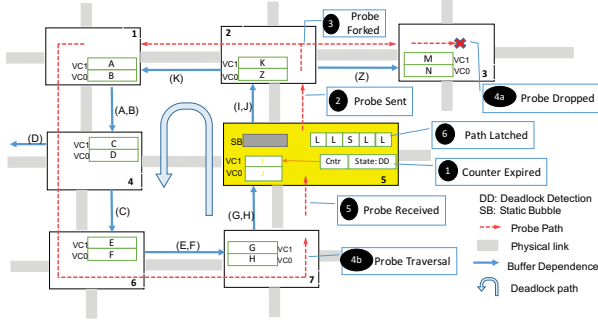 1
VC1 A
VC0 B
2
VC1 K
VC0 Z
3 Probe Forked
M VC1
N VC0
3
(K)
(Z)
4a Probe Dropped
(A,B)
(I,J)
2 Probe Sent
(D)
VC1 C
VC0 D
4
SB
L L S L L
6 Path Latched
VC1
VC0
Cntr State: DD
5
1 Counter Expired
(C)
(G,H)
5 Probe Received
DD: Deadlock Detection
SB: Static Bubble
Probe Path
Physical link
Buffer Dependence
Deadlock path
VC1 E
VC0 F
6
(E,F)
G VC1
H VC0
7
4b Probe Traversal